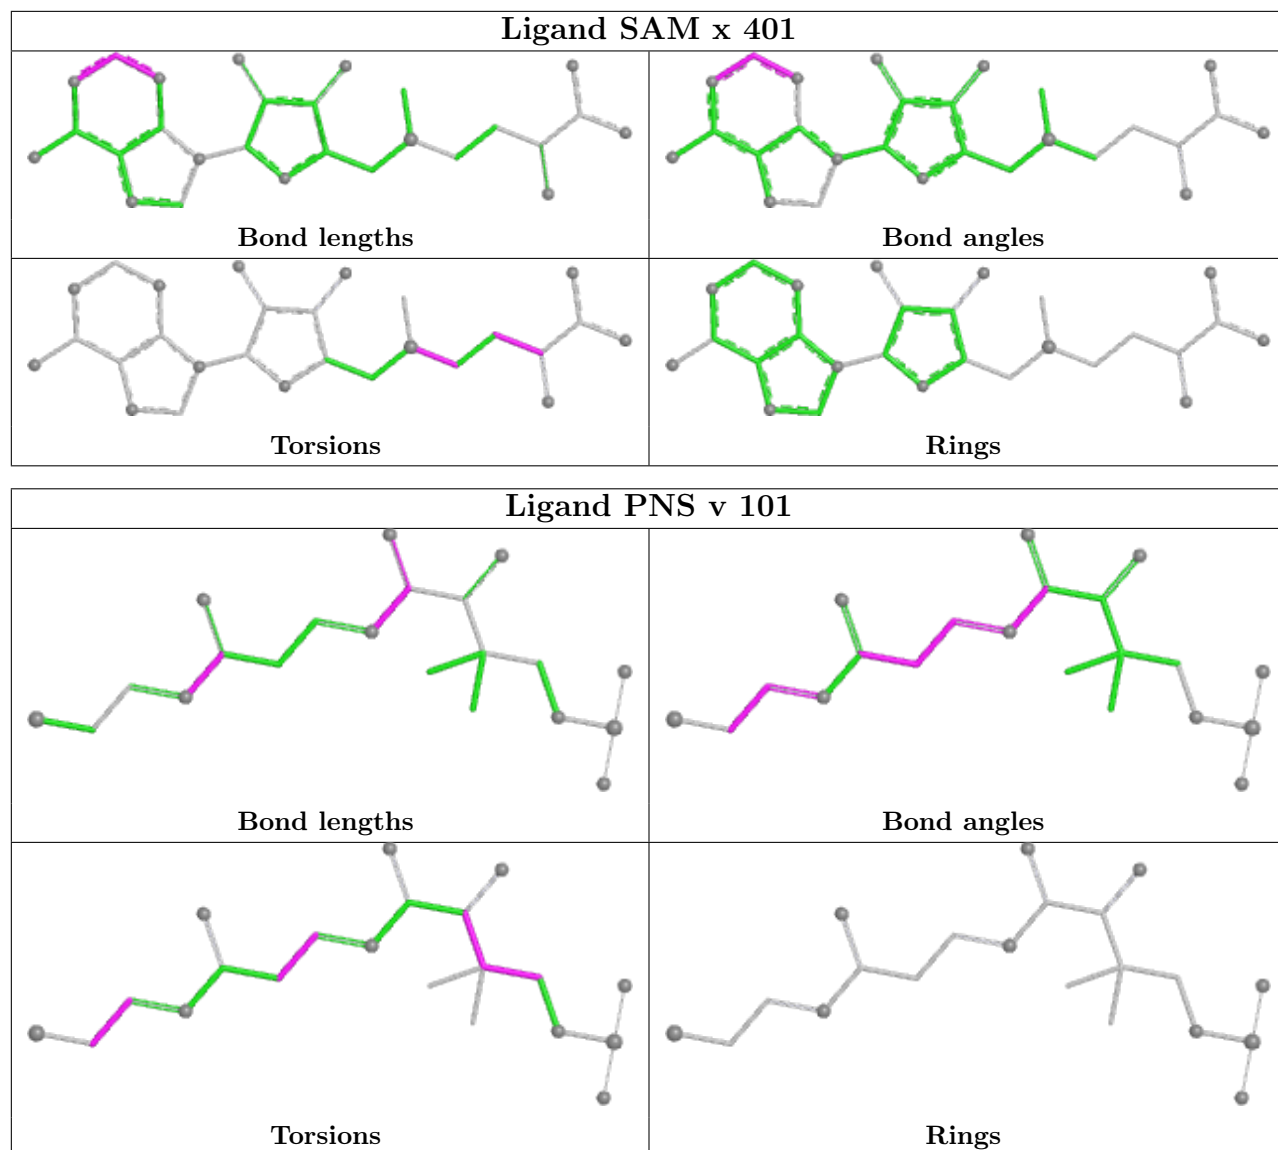 Ligand SAM x 401
Bond lengths
Bond angles
Torsions
Rings
Ligand PNS v 101
Bond lengths
Bond angles
Torsions
Rings